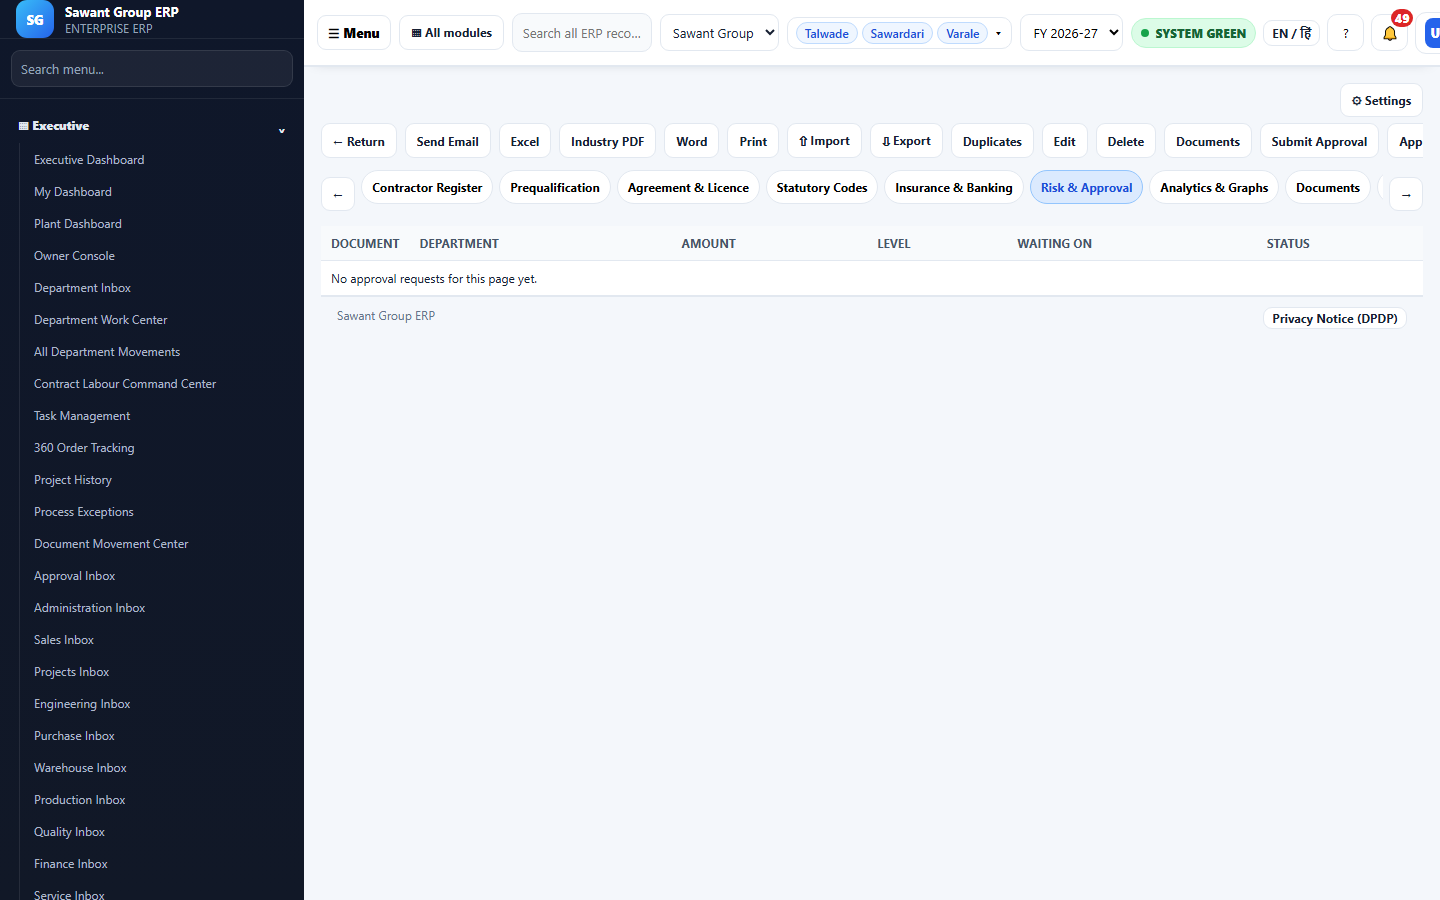 SG
Sawant Group ERP
ENTERPRISE ERP
Search menu...
Executive
Executive Dashboard
My Dashboard
Plant Dashboard
Owner Console
Department Inbox
Department Work Center
All Department Movements
Contract Labour Command Center
Task Management
360 Order Tracking
Project History
Process Exceptions
Document Movement Center
Approval Inbox
Administration Inbox
Sales Inbox
Projects Inbox
Engineering Inbox
Purchase Inbox
Warehouse Inbox
Production Inbox
Quality Inbox
Finance Inbox
Service Inbox
☰ Menu
All modules
Search all ERP reco...
Sawant Group
Talwade Sawardari Varale
FY 2026-27
SYSTEM GREEN
EN / हिं
?
49
U
⚙ Settings
← Return
Send Email
Excel
Industry PDF
Word
Print
⇧ Import
⇩ Export
Duplicates
Edit
Delete
Documents
Submit Approval
App
←
Contractor Register
Prequalification
Agreement & Licence
Statutory Codes
Insurance & Banking
Risk & Approval
Analytics & Graphs
Documents
→
DOCUMENT DEPARTMENT AMOUNT LEVEL WAITING ON STATUS
No approval requests for this page yet.
Sawant Group ERP
Privacy Notice (DPDP)